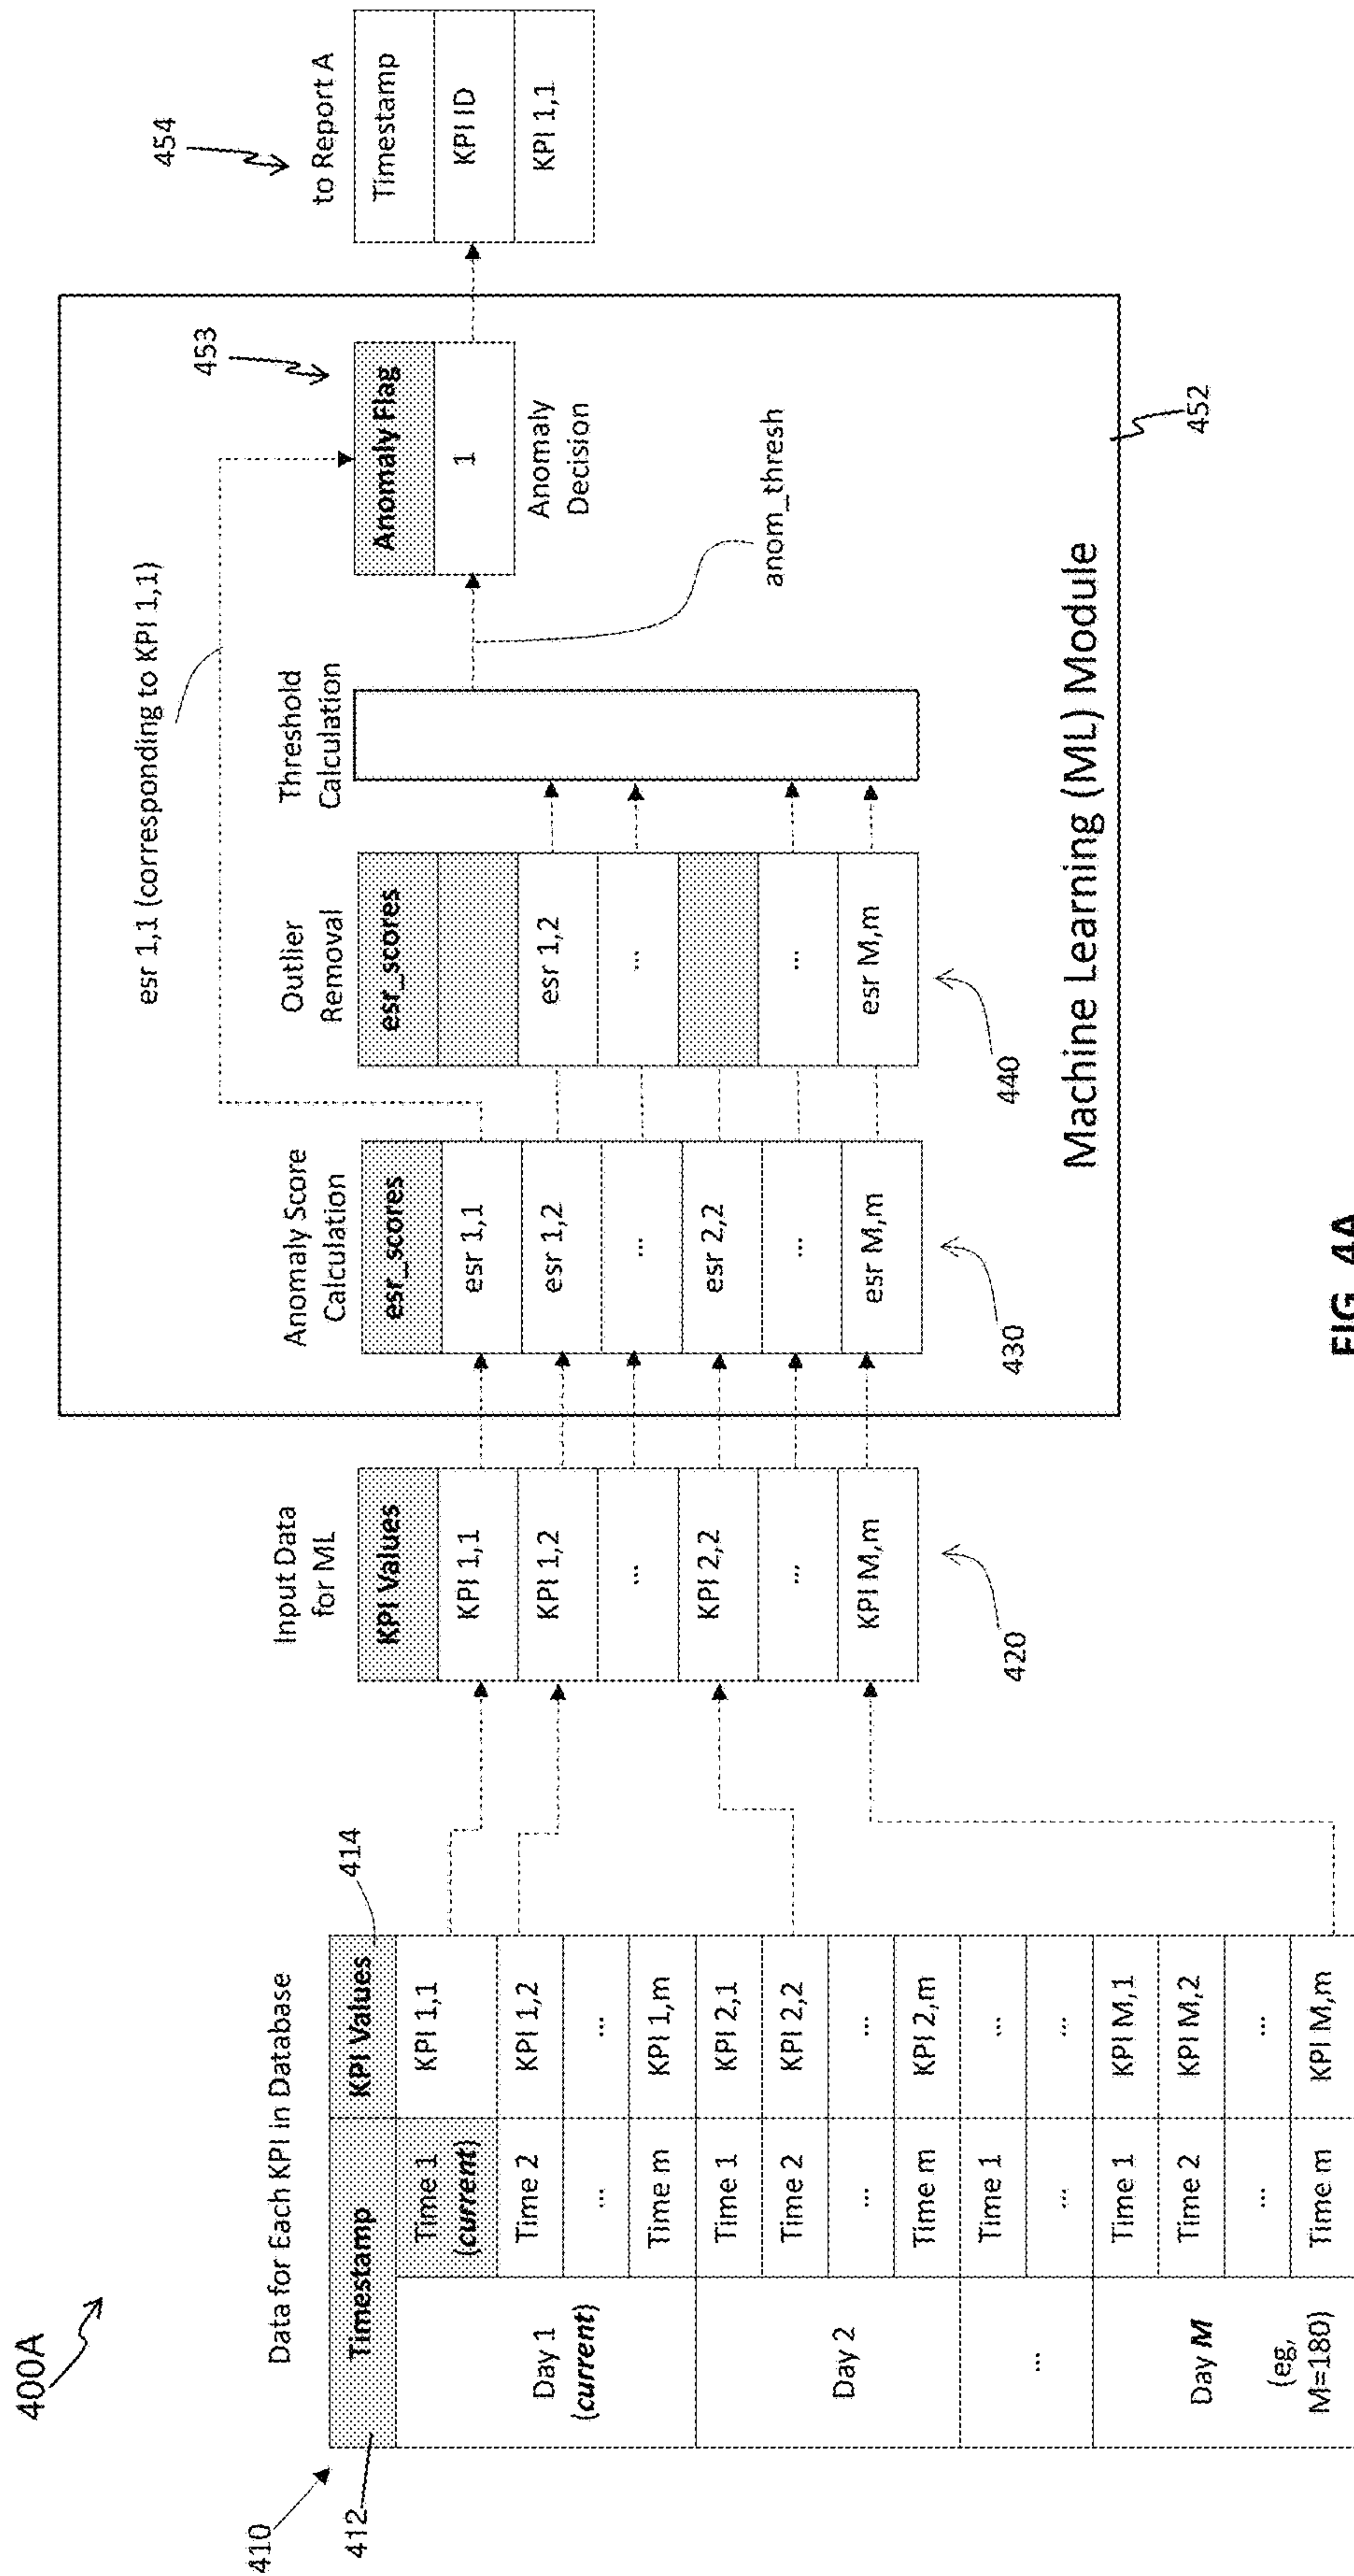 400A
Data for Each KPI in Database
410
412
414
Timestamp
KPI Values
Day 1
(current)
Time 1
(current)
KPI 1,1
Time 2
KPI 1,2
...
...
Time m
KPI 1,m
Day 2
Time 1
KPI 2,1
Time 2
KPI 2,2
...
...
Time m
KPI 2,m
...
Time 1
...
...
...
Day M
(eg,
M=180)
Time 1
KPI M,1
Time 2
KPI M,2
...
...
Time m
KPI M,m
Input Data
for ML
KPI Values
KPI 1,1
KPI 1,2
...
KPI 2,2
...
KPI M,m
420
Anomaly Score
Calculation
esr_scores
esr 1,1
esr 1,2
...
esr 2,2
...
esr M,m
430
Outlier
Removal
esr_scores
esr 1,2
...
...
esr M,m
440
esr 1,1 (corresponding to KPI 1,1)
Threshold
Calculation
anom_thresh
453
Anomaly Flag
1
Anomaly
Decision
Machine Learning (ML) Module
452
454
to Report A
Timestamp
KPI ID
KPI 1,1
FIG. 4A